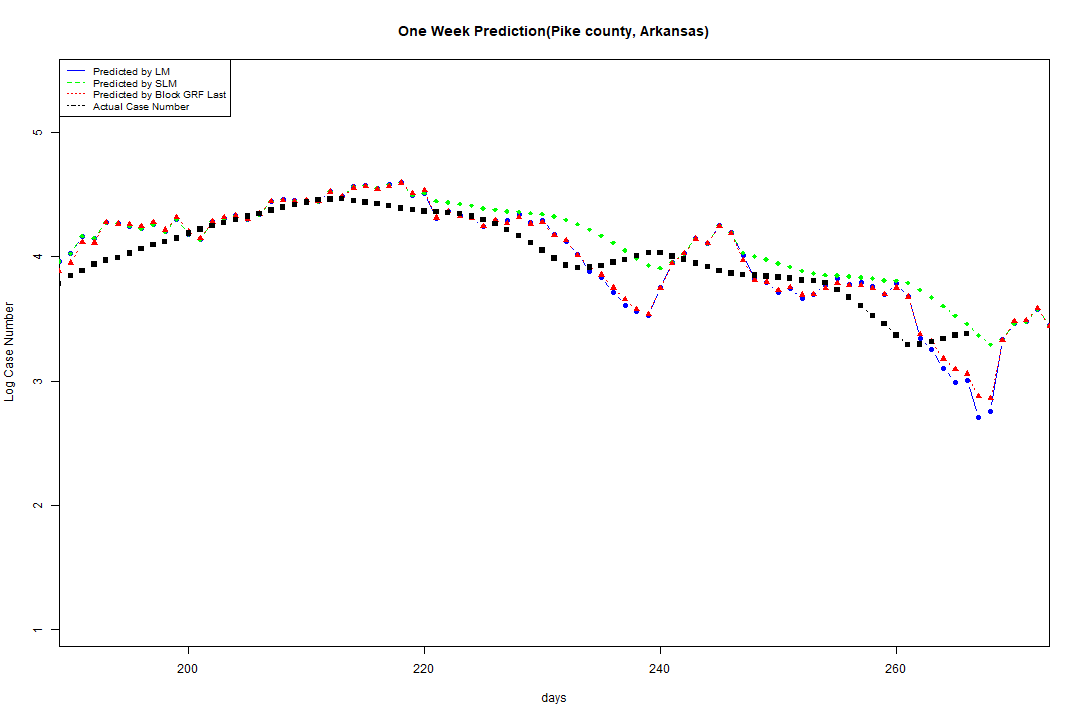 One Week Prediction(Pike county, Arkansas)
Predicted by LM
Predicted by SLM
Predicted by Block GRF Last
Actual Case Number
5
4
3
2
1
Log Case Number
200 220 240 260
days